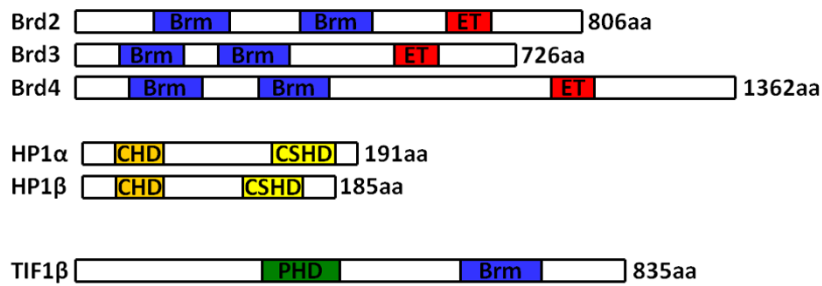 Brd2 Brm Brm ET 806aa
Brd3 Brm Brm ET 726aa
Brd4 Brm Brm ET 1362aa
HP1α CHD CSHD 191aa
HP1β CHD CSHD 185aa
TIF1β PHD Brm 835aa